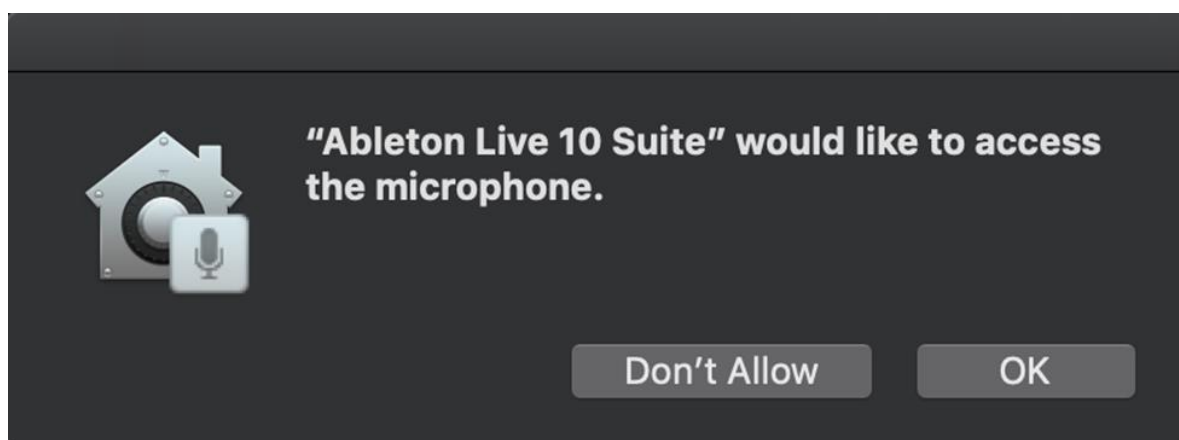 “Ableton Live 10 Suite” would like to access
the microphone.
Don’t Allow
OK